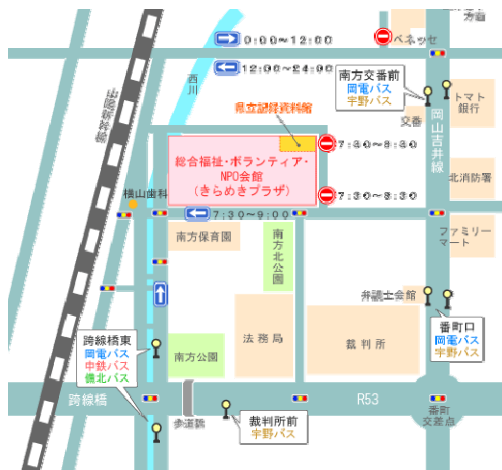 方面
0:00～12:00
ベネッセ
12:00～24:00
西川
南方交番前
岡電バス
宇野バス
トマト
銀行
岡山吉井線
県立記録資料館
交番
7:30～8:30
総合福祉・ボランティア・
NPO会館
(きらめきプラザ)
北消防署
横山歯科
7:30～8:30
7:30～9:00
南方保育園
南方北公園
ファミリー
マート
弁護士会館
番町口
岡電バス
宇野バス
跨線橋東
岡電バス
中鉄バス
備北バス
南方公園
法務局
裁判所
跨線橋
歩道橋
裁判所前
宇野バス
R53
番町
交差点